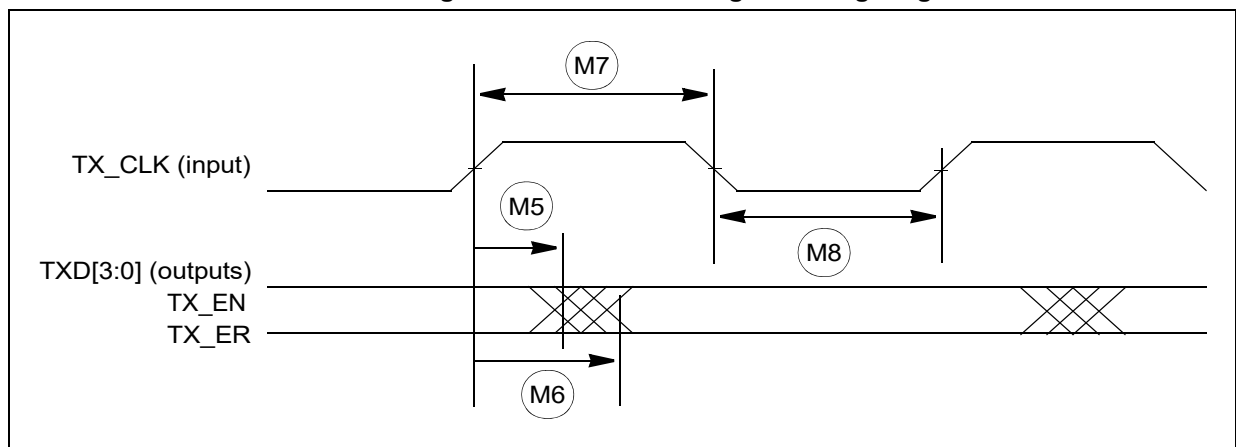 M7
TX_CLK (input)
M5
M8
TXD[3:0] (outputs)
TX_EN
TX_ER
M6